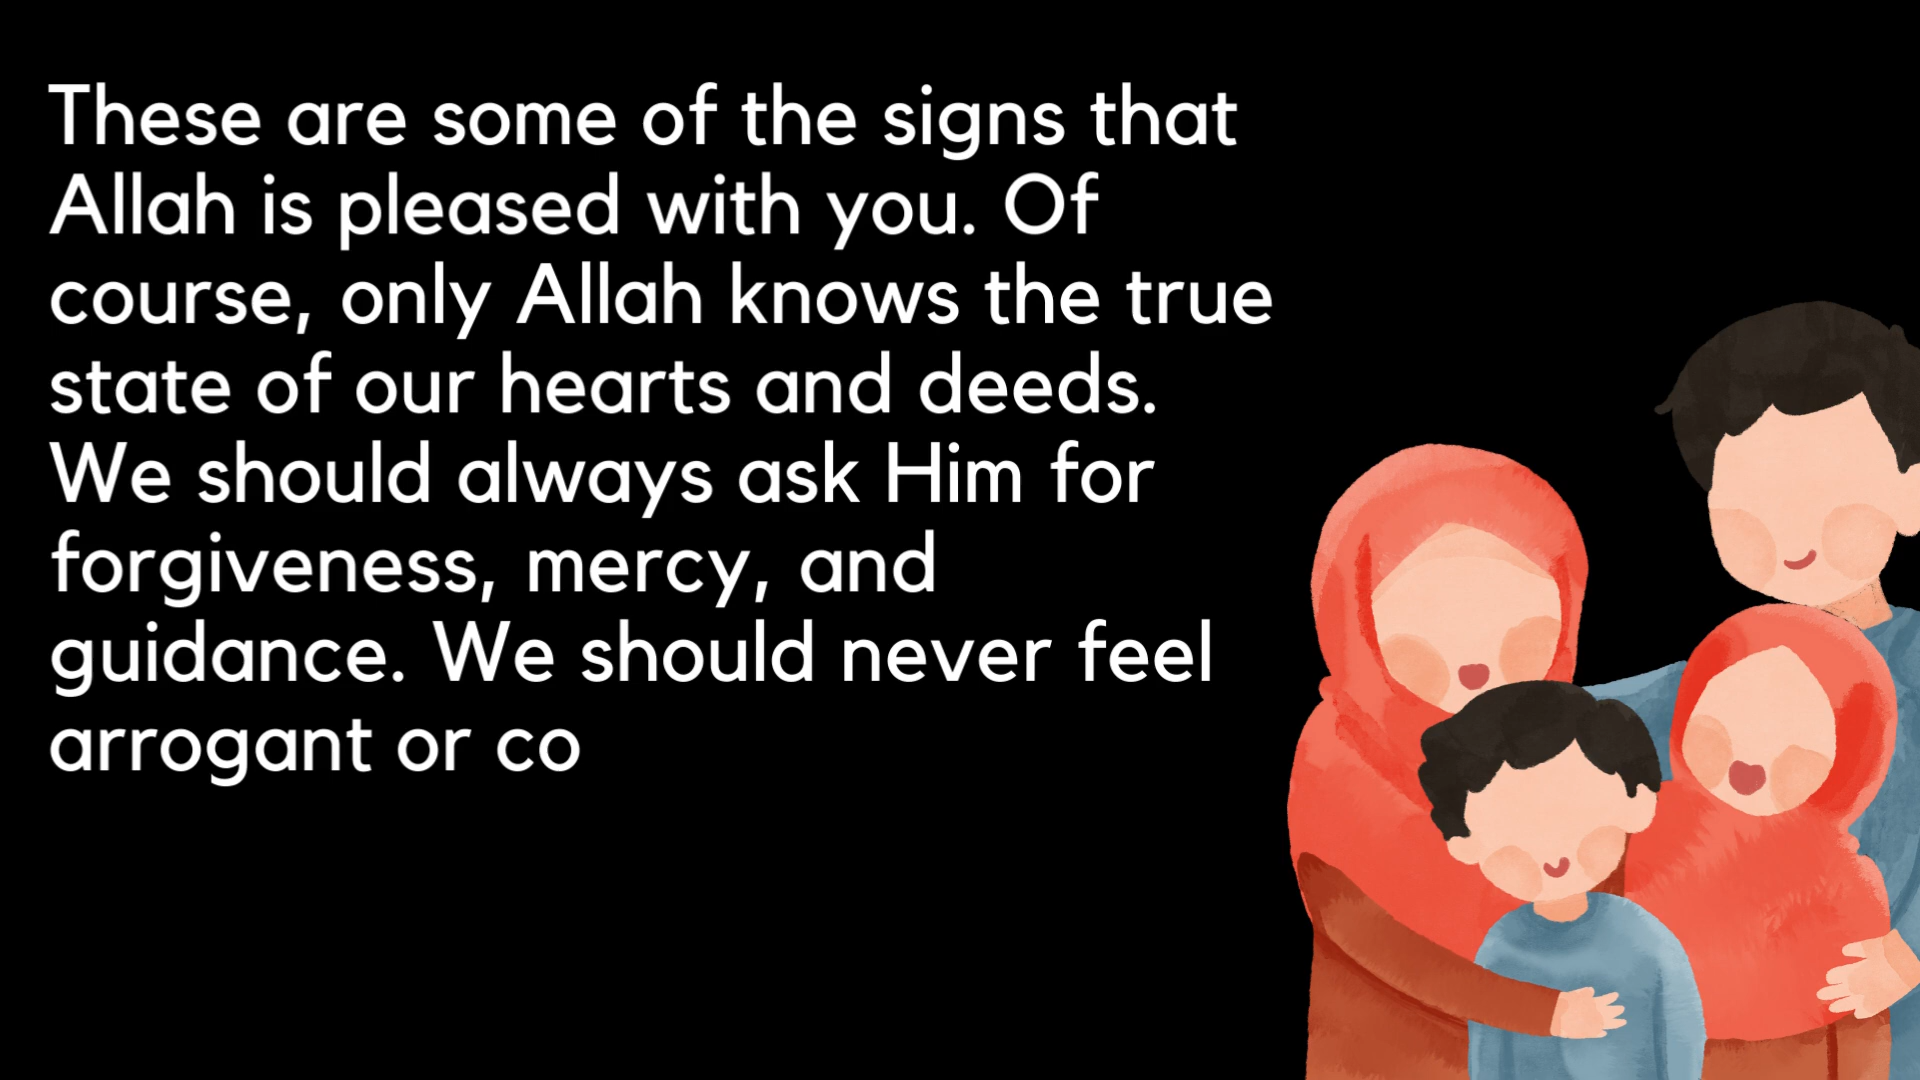 These are some of the signs that
Allah is pleased with you. Of
course, only Allah knows the true
state of our hearts and deeds.
We should always ask Him for
forgiveness, mercy, and
guidance. We should never feel
arrogant or co